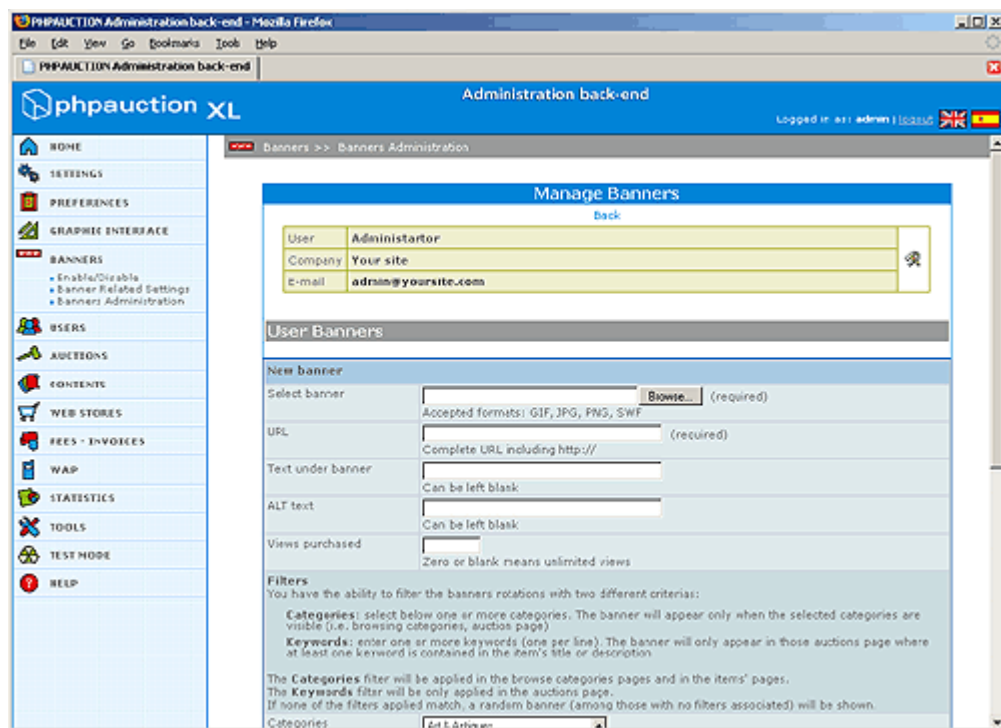 PHPAUCTION Administration back-end - Mozilla Firefox
File Edit View Go Bookmarks Tools Help
PHPAUCTION Administration back-end
phpauction XL
Administration back-end
Logged in as: admin | logout
HOME
SETTINGS
PREFERENCES
GRAPHIC INTERFACE
BANNERS
Enable/Disable
Banner Related Settings
Banners Administration
USERS
AUCTIONS
CONTENTS
WEB STORES
FEES - INVOICES
WAP
STATISTICS
TOOLS
TEST MODE
HELP
Banners >> Banners Administration
Manage Banners
Back
User Administartor
Company Your site
E-mail admin@yoursite.com
User Banners
New banner
Select banner Browse... (required)
Accepted formats: GIF, JPG, PNG, SWF
URL (required)
Complete URL including http://
Text under banner
Can be left blank
ALT text
Can be left blank
Views purchased
Zero or blank means unlimited views
Filters
You have the ability to filter the banners rotations with two different criterias:
Categories: select below one or more categories. The banner will appear only when the selected categories are
visible (i.e. browsing categories, auction page)
Keywords: enter one or more keywords (one per line). The banner will only appear in those auctions page where
at least one kerword is contained in the item's title or description
The Categories filter will be applied in the browse categories pages and in the items' pages.
The Keywords filter will be only applied in the auctions page.
If none of the filters applied match, a random banner (among those with no filters associated) will be shown.
Categories Art & Antiques